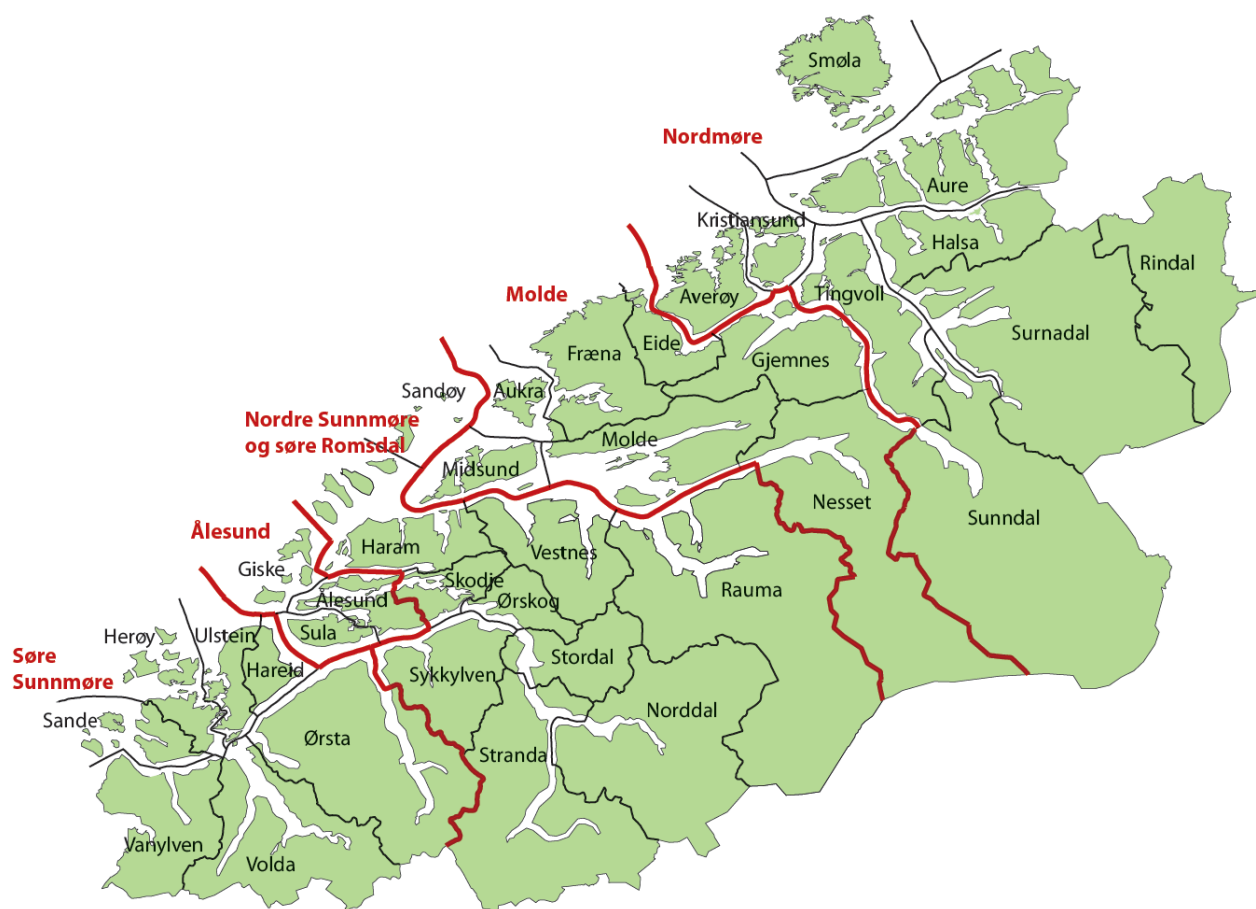 Smøla
Nordmøre
Aure
Kristiansund
Halsa
Rindal
Molde
Averøy
Tingvoll
Surnadal
Eide
Fræna
Gjemnes
Sandøy
Aukra
Nordre Sunnmøre
og søre Romsdal
Molde
Midsund
Nesset
Sunndal
Ålesund
Haram
Vestnes
Giske
Skodje
Rauma
Ålesund
Ørskog
Herøy
Ulstein
Sula
Søre
Sunnmøre
Hareid
Stordal
Sykkylven
Norddal
Sande
Ørsta
Stranda
Vanylven
Volda